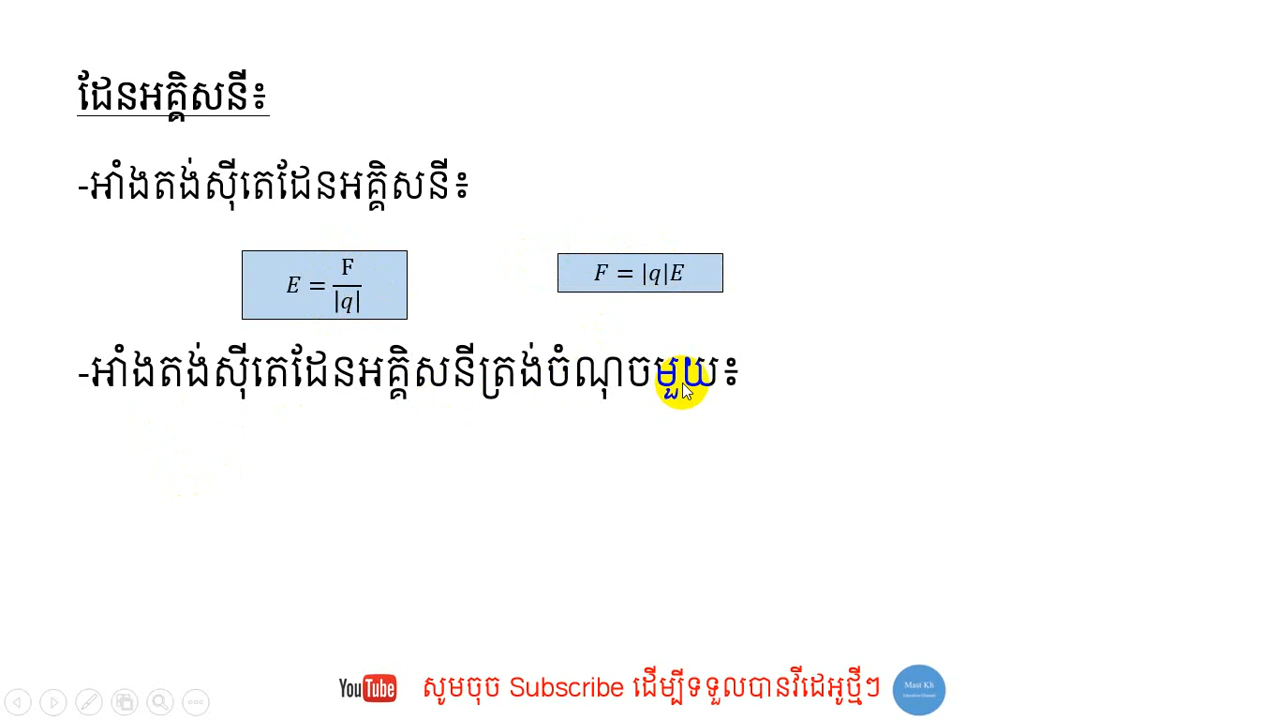 ដែនអគ្គិសនី៖
-អាំងតង់ស៊ីតេដែនអគ្គិសនី៖
E = F/|q|
F = |q|E
-អាំងតង់ស៊ីតេដែនអគ្គិសនីត្រង់ចំណុចមួយ៖
YouTube សូមចុច Subscribe ដើម្បីទទួលបានវីដេអូថ្មីៗ
Mast Kh